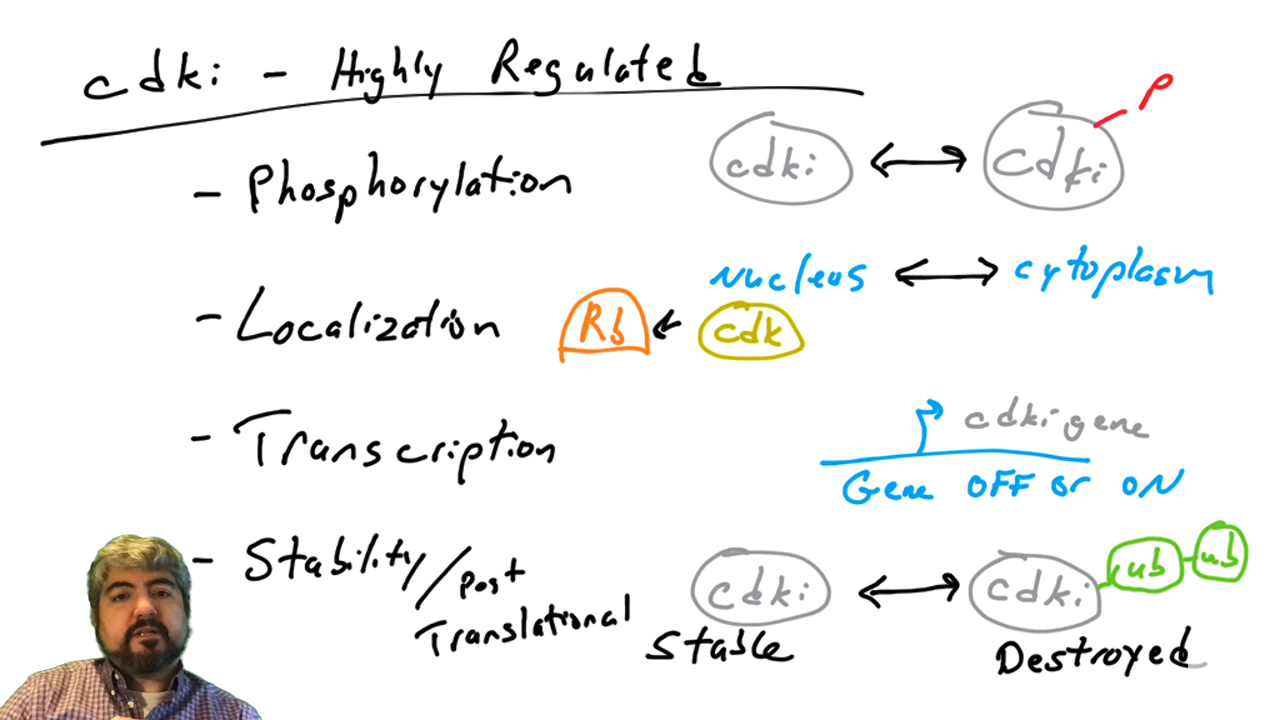 cdki - Highly Regulated
- Phosphorylation
cdki ↔ cdki - P
nucleus ↔ cytoplasm
- Localization
Rb ← cdk
- Transcription
cdki gene
Gene OFF or ON
- Stability/Post
Translational
cdki ↔ cdki ub - ub
Stable
Destroyed